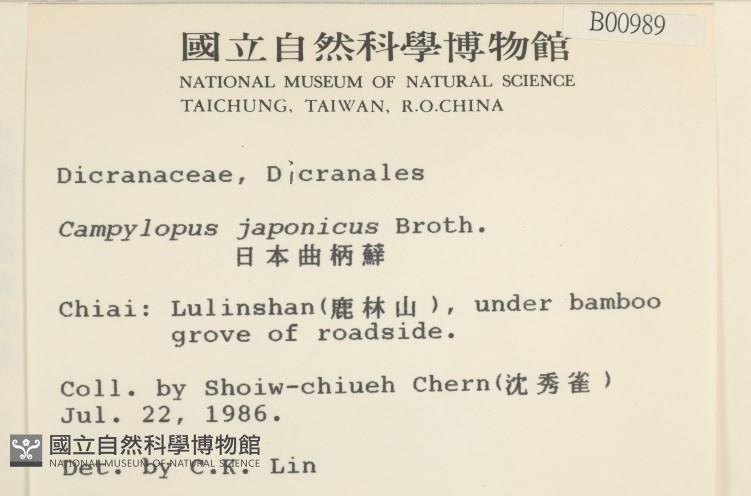 B00989
國立自然科學博物館
NATIONAL MUSEUM OF NATURAL SCIENCE
TAICHUNG, TAIWAN, R.O.CHINA
Dicranaceae, Dicranales
Campylopus japonicus Broth.
日本曲柄蘚
Chiai: Lulinshan(鹿林山), under bamboo
grove of roadside.
Coll. by Shoiw-chiueh Chern(沈秀雀)
Jul. 22, 1986.
國立自然科學博物館
NATIONAL MUSEUM OF NATURAL SCIENCE
Det. by C.K. Lin